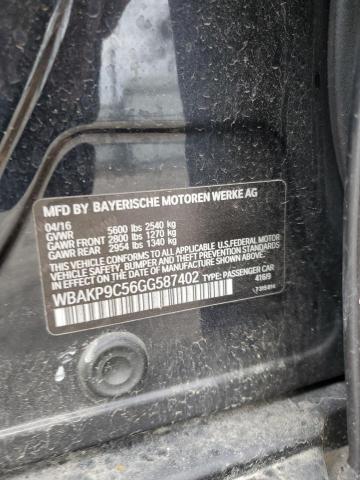 MFD BY BAYERISCHE MOTOREN WERKE AG
04/16
GVWR 5600 lbs 2540 kg
GAWR FRONT 2800 lbs 1270 kg
GAWR REAR 2954 lbs 1340 kg
THIS VEHICLE CONFORMS TO ALL APPLICABLE U.S. FEDERAL MOTOR
VEHICLE SAFETY, BUMPER, AND THEFT PREVENTION STANDARDS
IN EFFECT ON THE DATE OF MANUFACTURE SHOWN ABOVE.
WBAKP9C56GG587402 TYPE: PASSENGER CAR
416/9